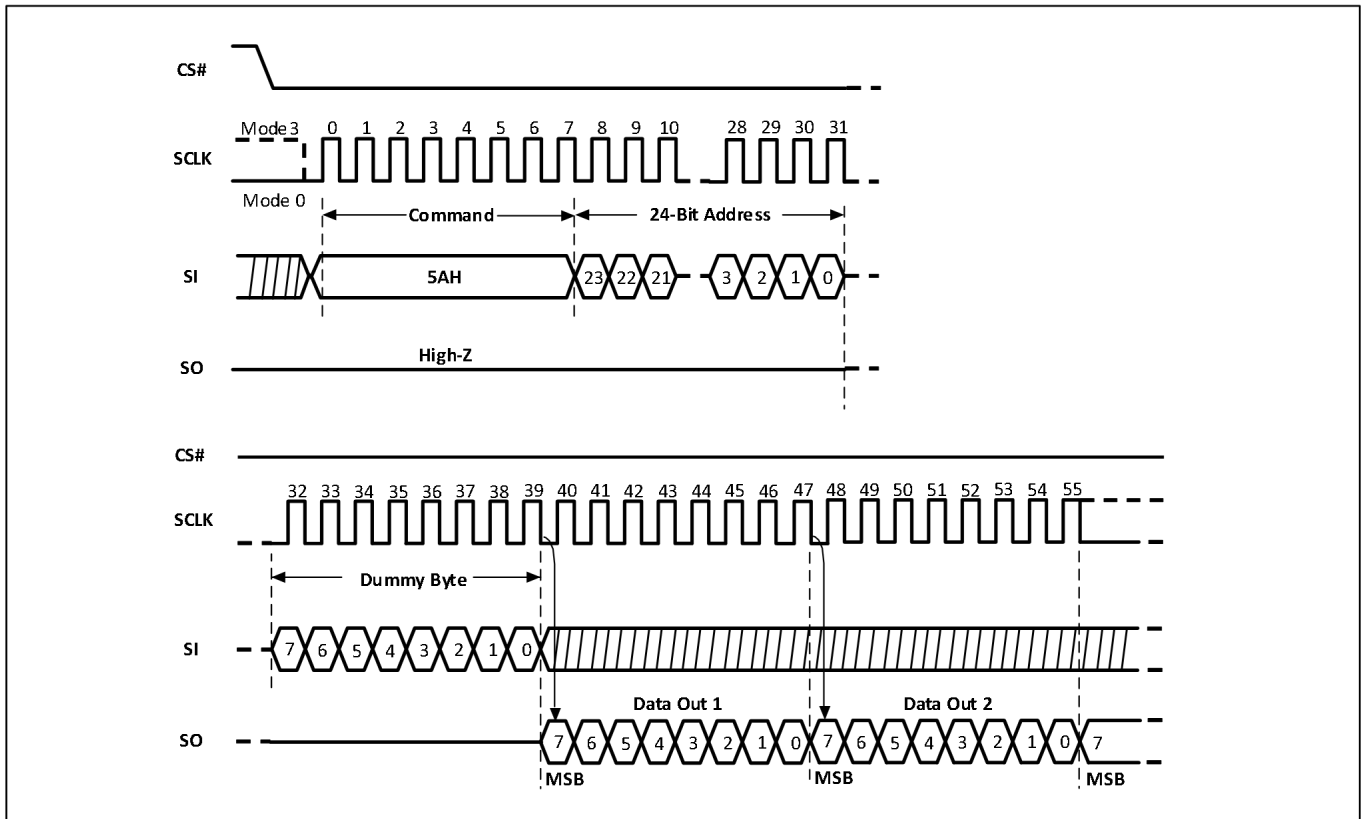 CS#
Mode 3 0 1 2 3 4 5 6 7 8 9 10 28 29 30 31
SCLK
Mode 0
Command 24-Bit Address
SI 5AH 23 22 21 3 2 1 0
High-Z
SO
CS#
32 33 34 35 36 37 38 39 40 41 42 43 44 45 46 47 48 49 50 51 52 53 54 55
SCLK
Dummy Byte
SI 7 6 5 4 3 2 1 0
Data Out 1 Data Out 2
SO 7 6 5 4 3 2 1 0 7 6 5 4 3 2 1 0 7
MSB MSB MSB